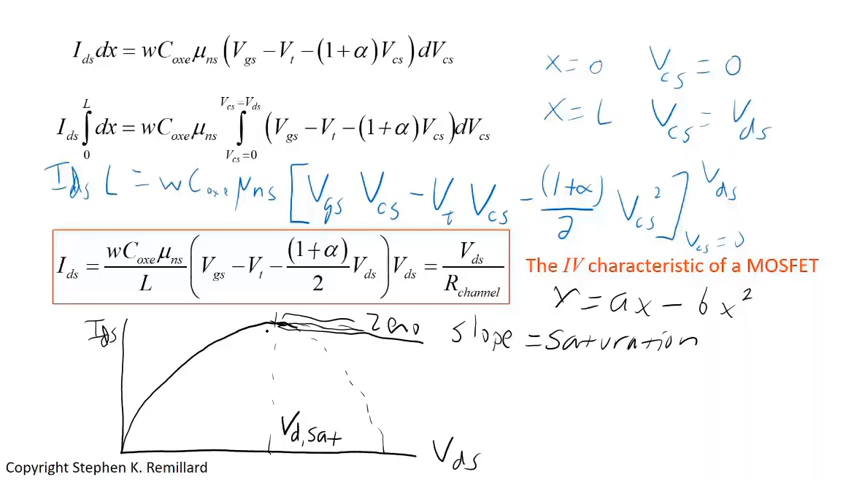 I_ds dx = wC_oxe μ_ns (V_gs − V_t − (1+α)V_cs) dV_cs
x=0 V_cs = 0
I_ds ∫_0^L dx = wC_oxe μ_ns ∫_{V_cs=0}^{V_cs=V_ds} (V_gs − V_t − (1+α)V_cs) dV_cs
x=L V_cs = V_ds
I_ds L = wC_oxe μ_ns [V_gs V_cs − V_t V_cs − (1+α)/2 V_cs²]_{V_cs=0}^{V_ds}
I_ds = wC_oxe μ_ns / L (V_gs − V_t − (1+α)/2 V_ds) V_ds = V_ds / R_channel
The IV characteristic of a MOSFET
Y = ax − bx²
I_ds
Zero slope = saturation
V_d,sat
V_ds
Copyright Stephen K. Remillard